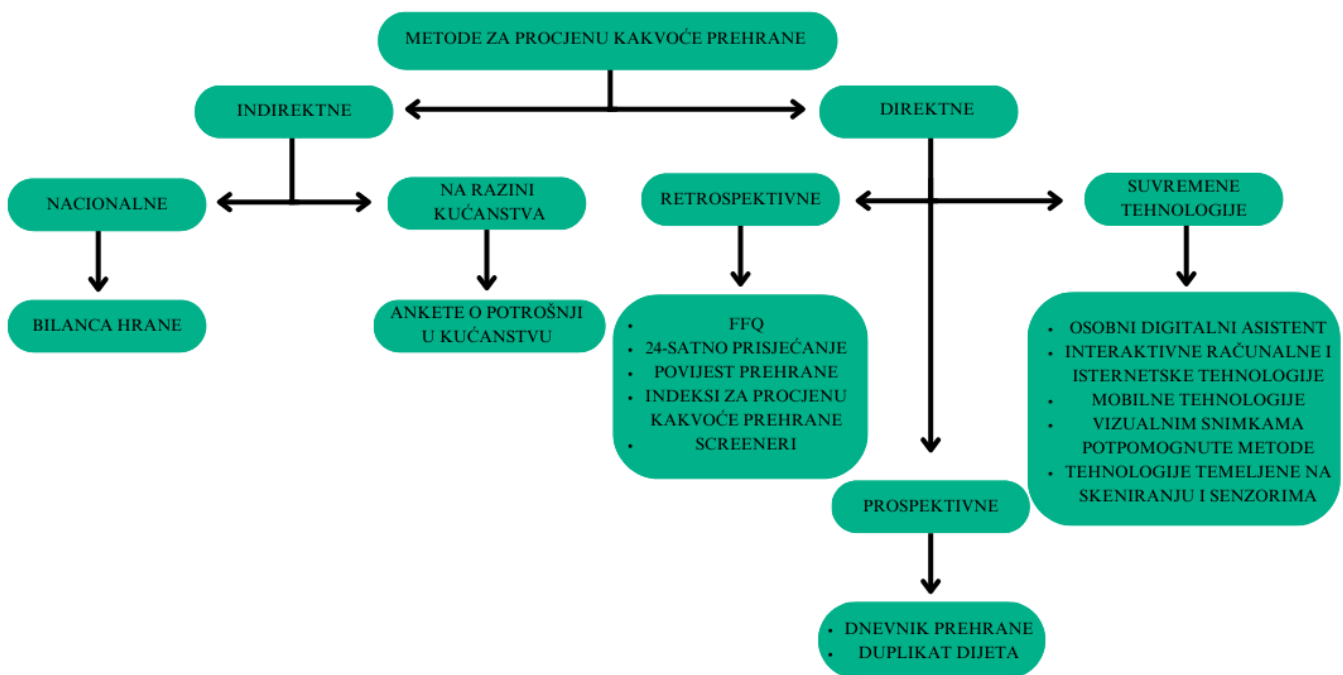 METODE ZA PROCJENU KAKVOĆE PREHRANE
INDIREKTNE
DIREKTNE
NACIONALNE
NA RAZINI
KUĆANSTVA
RETROSPEKTIVNE
SUVREMENE
TEHNOLOGIJE
BILANCA HRANE
ANKETE O POTROŠNJI
U KUĆANSTVU
• FFQ
• 24-SATNO PRISJEĆANJE
• POVIJEST PREHRANE
• INDEKSI ZA PROCJENU
KAKVOĆE PREHRANE
• SCREENERI
• OSOBNI DIGITALNI ASISTENT
• INTERAKTIVNE RAČUNALNE I
ISTERNETSKE TEHNOLOGIJE
• MOBILNE TEHNOLOGIJE
• VIZUALNIM SNIMKAMA
POTPOMOGNUTE METODE
• TEHNOLOGIJE TEMELJENE NA
SKENIRANJU I SENZORIMA
PROSPEKTIVNE
• DNEVNIK PREHRANE
• DUPLIKAT DIJETA